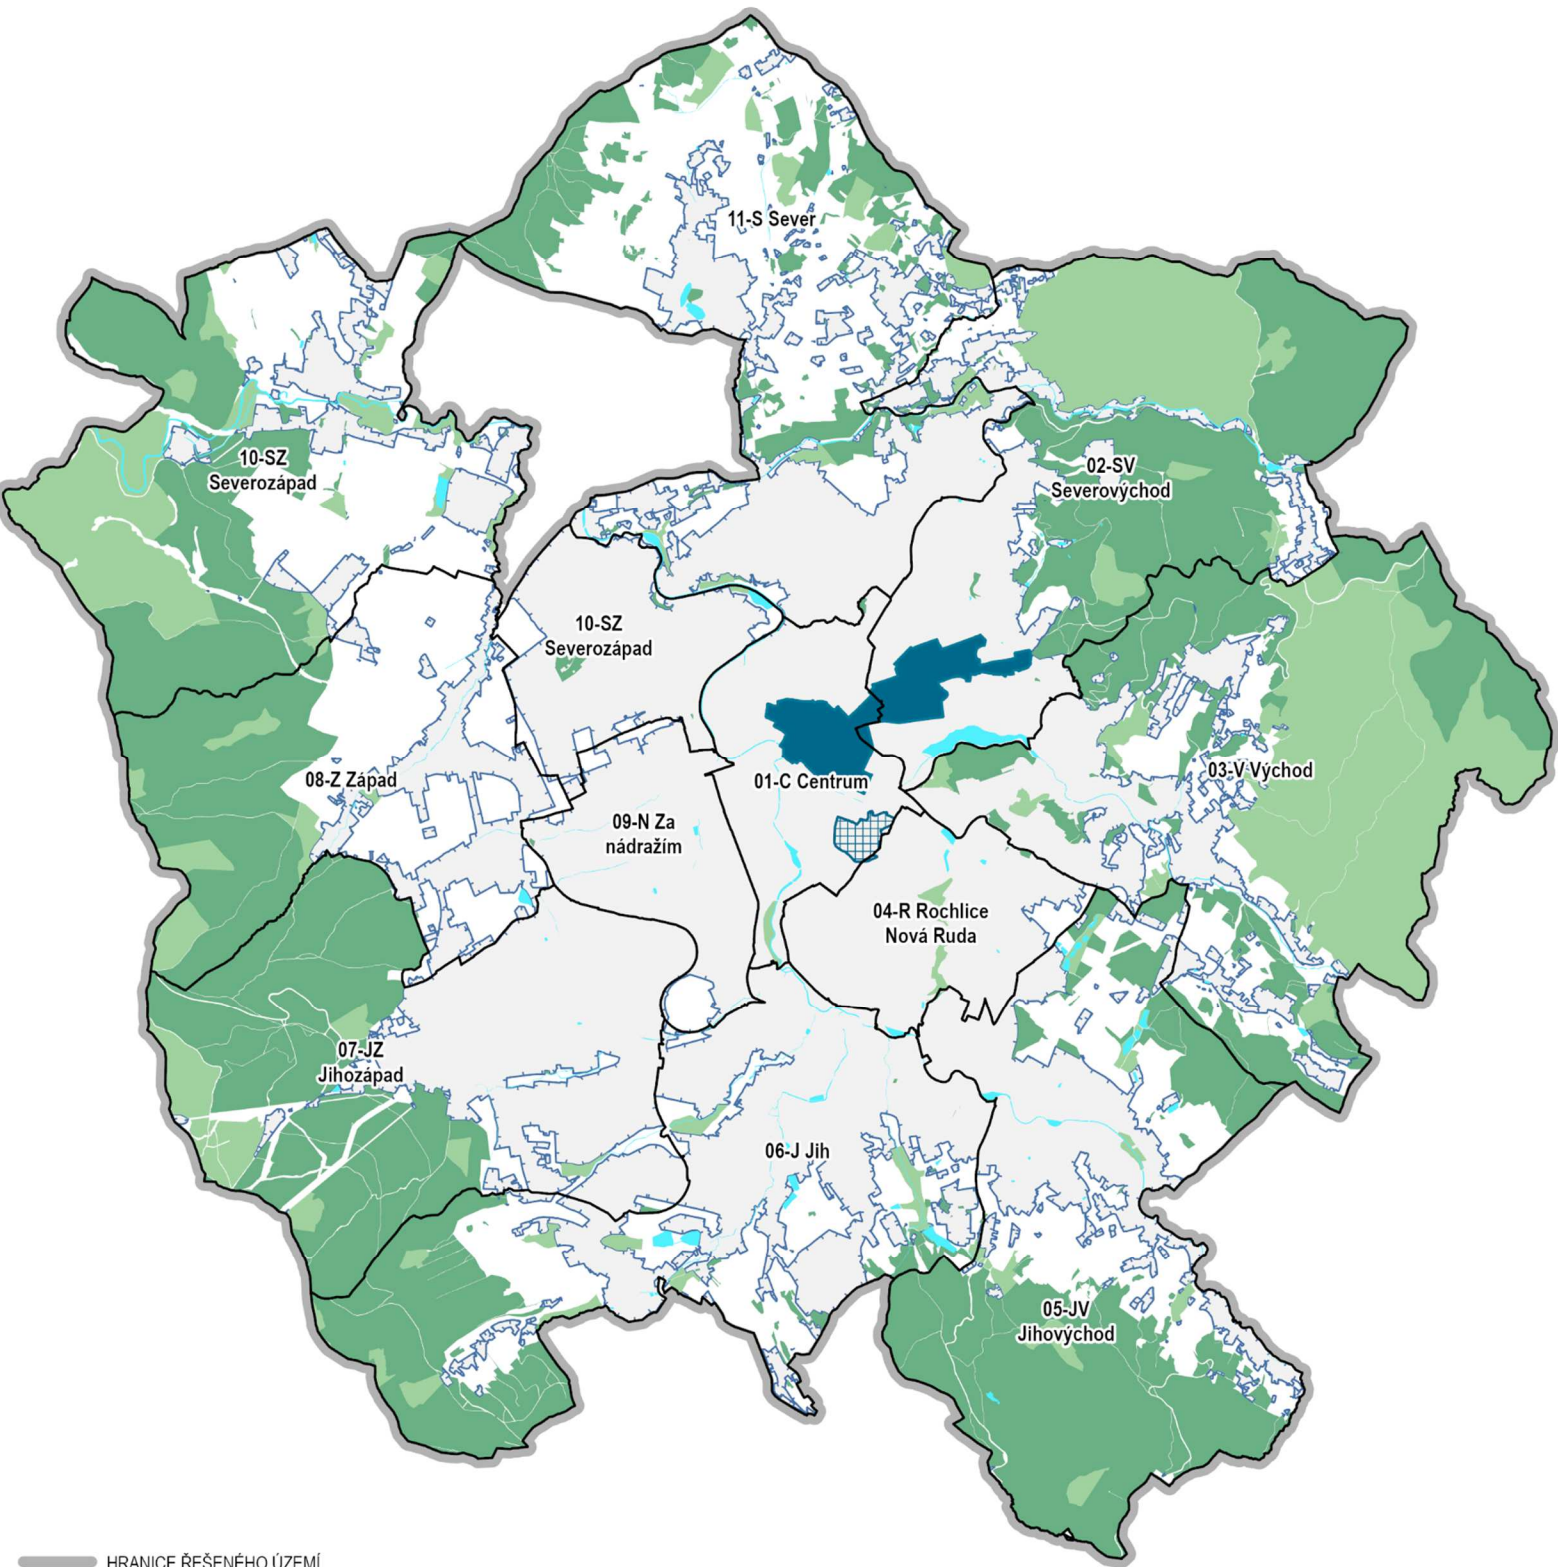 11-S Sever
10-SZ
Severozápad
02-SV
Severovýchod
10-SZ
Severozápad
08-Z Západ
01-C Centrum
03-V Východ
09-N Za
nádražím
04-R Rochlice
Nová Ruda
07-JZ
Jihozápad
06-J Jih
05-JV
Jihovýchod
HRANICE ŘEŠENÉHO ÚZEMÍ